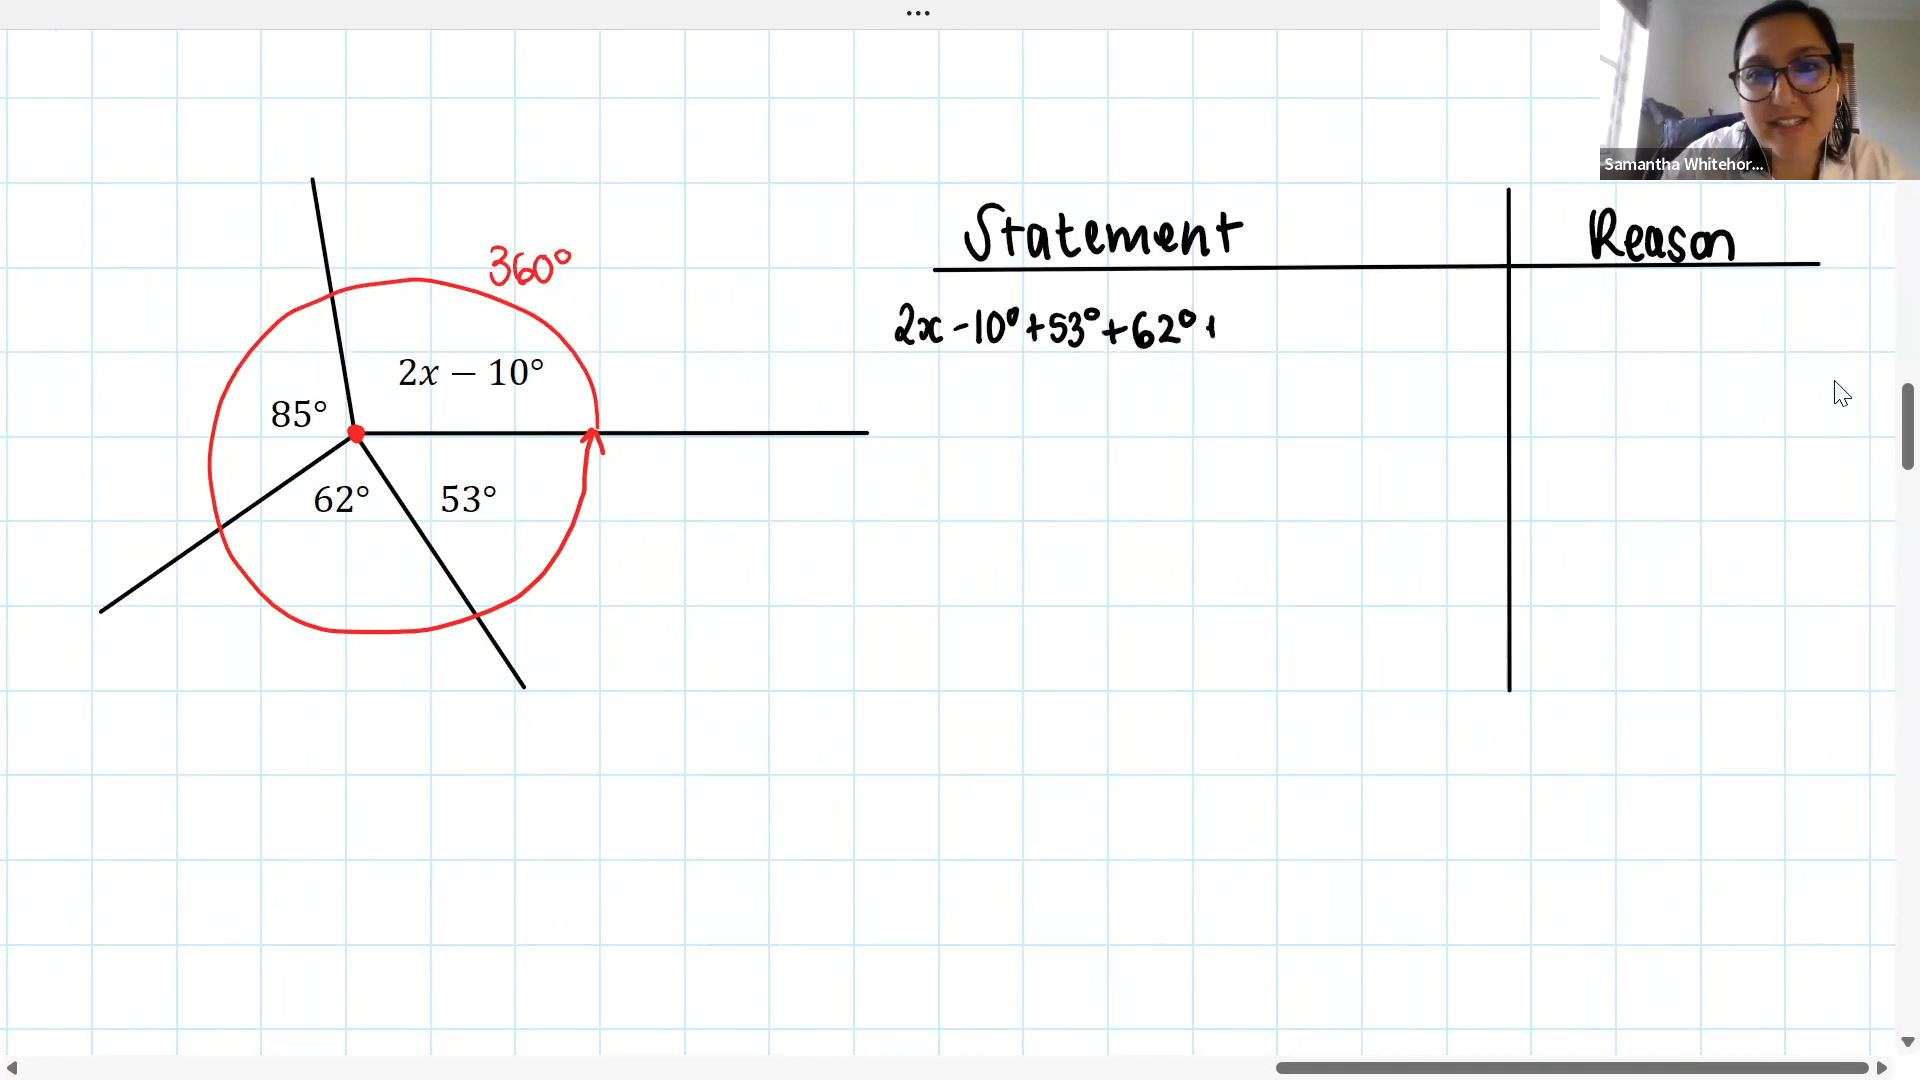 ...
Samantha Whitehor...
360°
Statement
Reason
2x -10°+53°+62°+
2x − 10°
85°
62°
53°